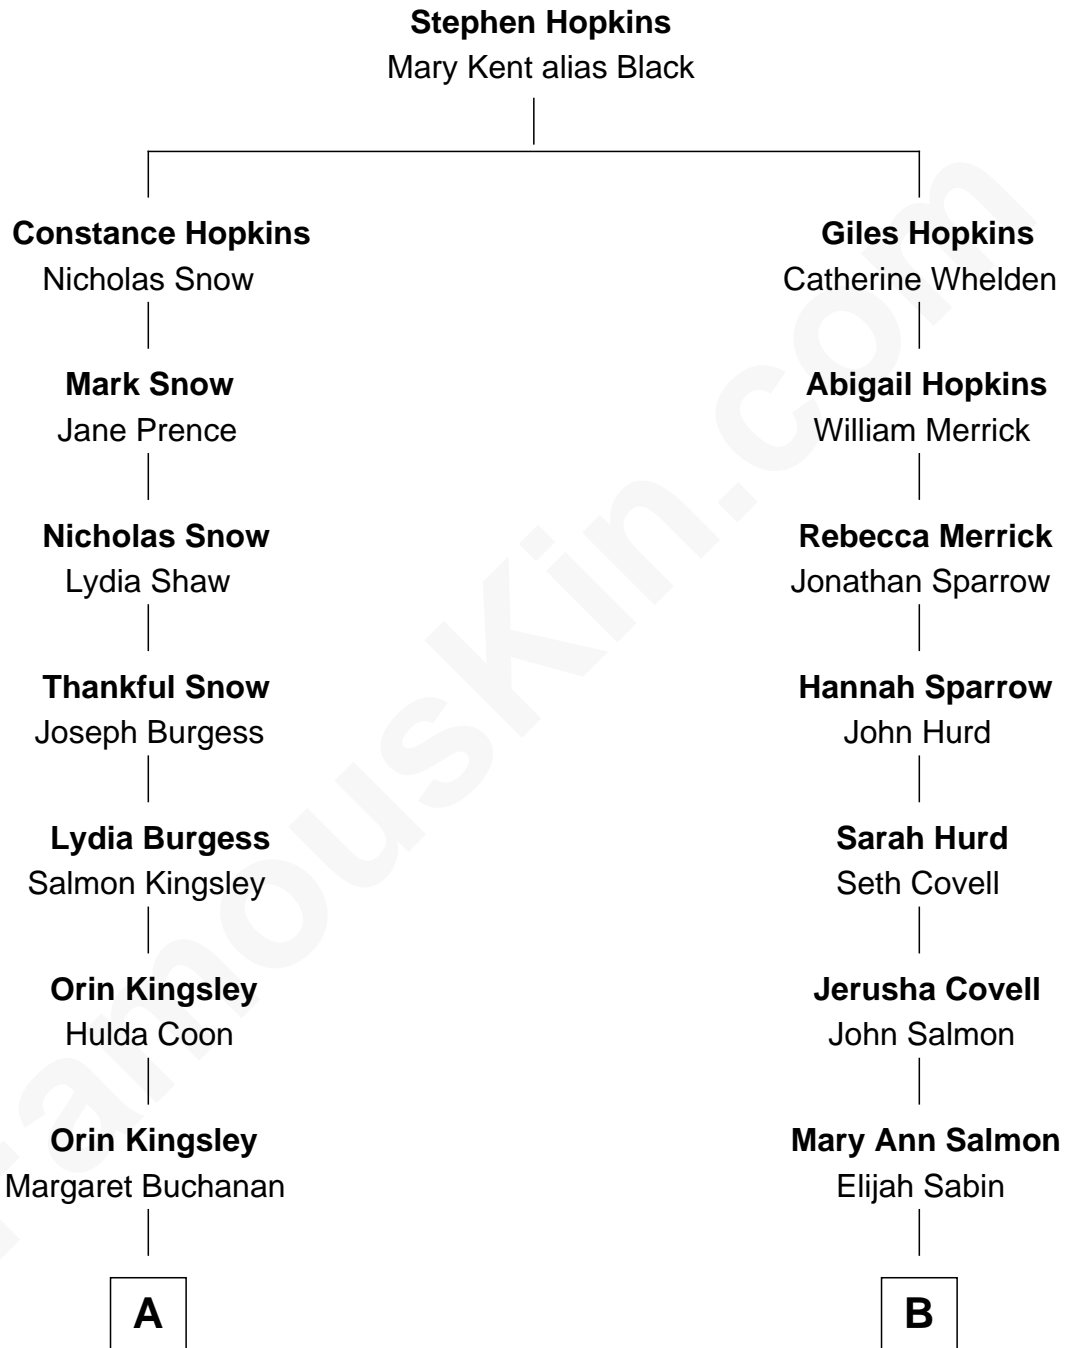 Stephen Hopkins
Mary Kent alias Black
Constance Hopkins
Nicholas Snow
Giles Hopkins
Catherine Whelden
Mark Snow
Jane Prence
Abigail Hopkins
William Merrick
Nicholas Snow
Lydia Shaw
Rebecca Merrick
Jonathan Sparrow
Thankful Snow
Joseph Burgess
Hannah Sparrow
John Hurd
Lydia Burgess
Salmon Kingsley
Sarah Hurd
Seth Covell
Orin Kingsley
Hulda Coon
Jerusha Covell
John Salmon
Orin Kingsley
Margaret Buchanan
Mary Ann Salmon
Elijah Sabin
A
B
FamousKin.com